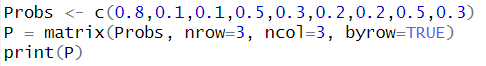 Probs <- c(0.8,0.1,0.1,0.5,0.3,0.2,0.2,0.5,0.3)
P = matrix(Probs, nrow=3, ncol=3, byrow=TRUE)
print(P)